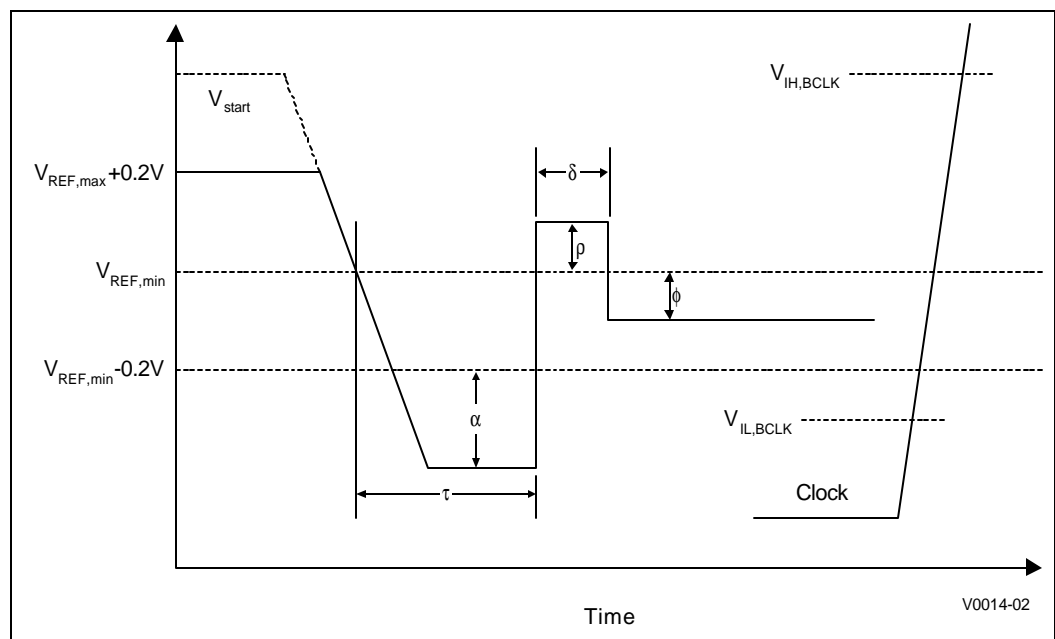 V_IH,BCLK
V_start
δ
V_REF,max+0.2V
ρ
V_REF,min
ϕ
V_REF,min-0.2V
α
V_IL,BCLK
τ
Clock
Time
V0014-02